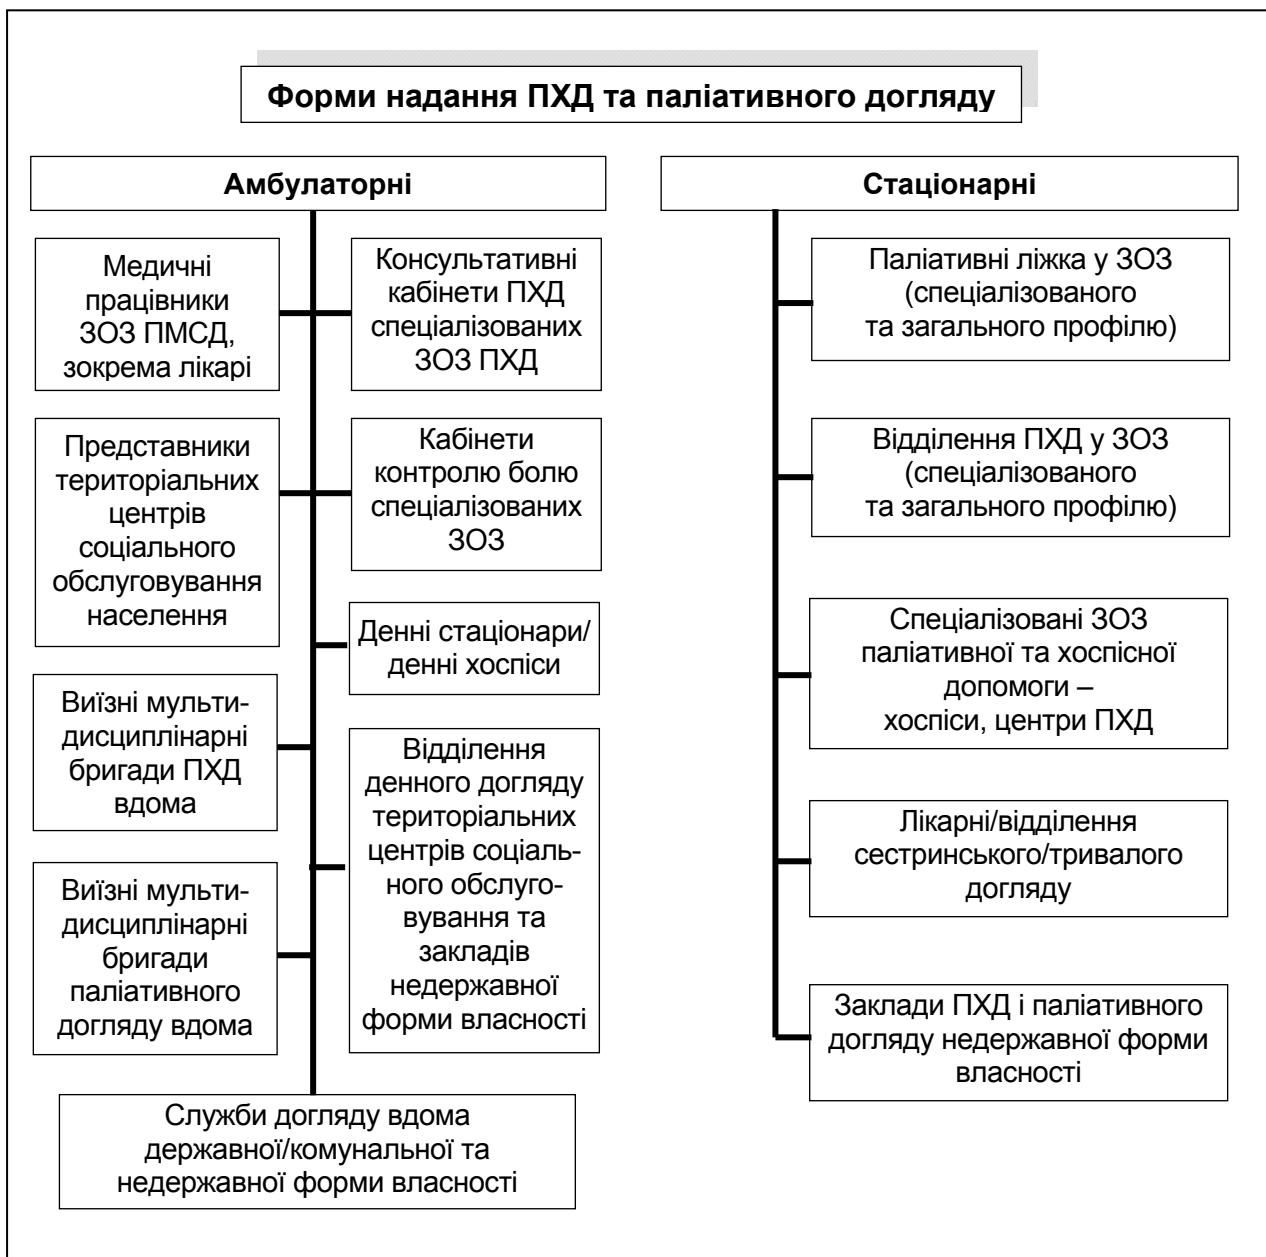 Форми надання ПХД та паліативного догляду
Амбулаторні
Медичні
працівники
ЗОЗ ПМСД,
зокрема лікарі
Консультативні
кабінети ПХД
спеціалізованих
ЗОЗ ПХД
Представники
територіальних
центрів
соціального
обслуговування
населення
Кабінети
контролю болю
спеціалізованих
ЗОЗ
Денні стаціонари/
денні хоспіси
Виїзні мульти-
дисциплінарні
бригади ПХД
вдома
Відділення
денного догляду
територіальних
центрів соціаль-
ного обслуго-
вування та
закладів
недержавної
форми власності
Виїзні мульти-
дисциплінарні
бригади
паліативного
догляду вдома
Служби догляду вдома
державної/комунальної та
недержавної форми власності
Стаціонарні
Паліативні ліжка у ЗОЗ
(спеціалізованого
та загального профілю)
Відділення ПХД у ЗОЗ
(спеціалізованого
та загального профілю)
Спеціалізовані ЗОЗ
паліативної та хоспісної
допомоги –
хоспіси, центри ПХД
Лікарні/відділення
сестринського/тривалого
догляду
Заклади ПХД і паліативного
догляду недержавної форми
власності